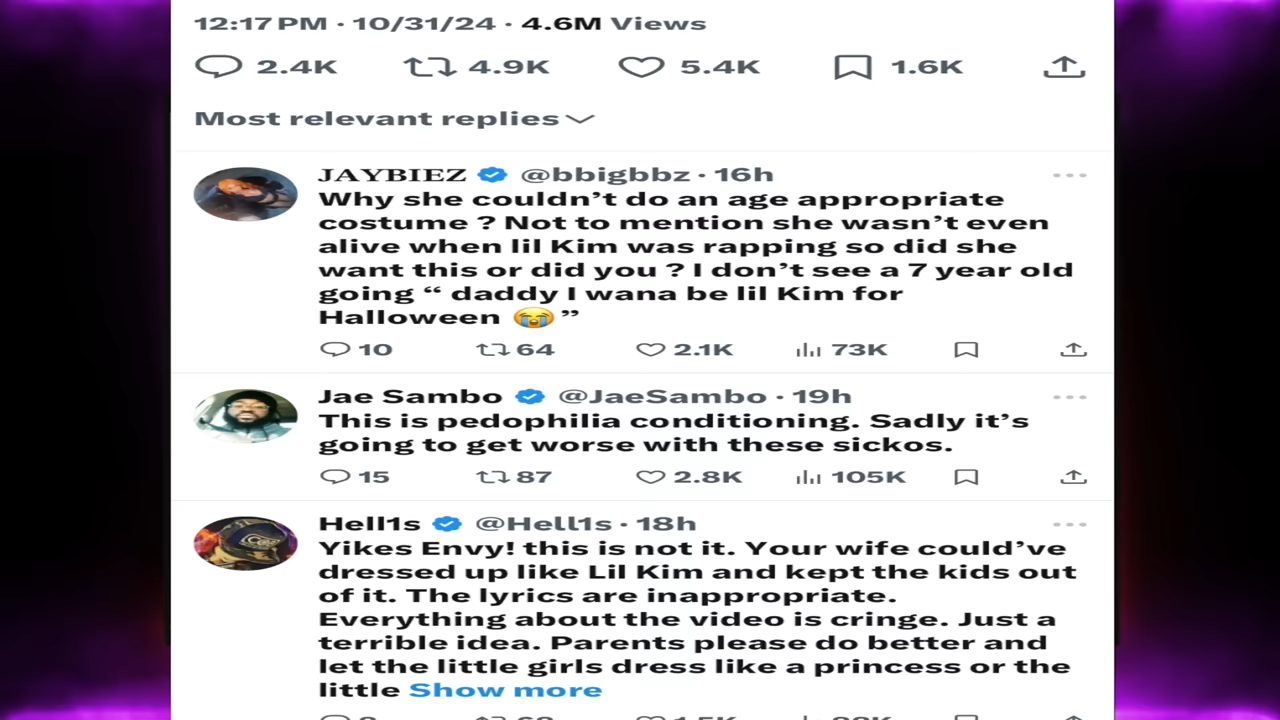 12:17 PM · 10/31/24 · 4.6M Views
2.4K 4.9K 5.4K 1.6K
Most relevant replies
JAYBIEZ @bbigbbz · 16h
Why she couldn’t do an age appropriate
costume ? Not to mention she wasn’t even
alive when lil Kim was rapping so did she
want this or did you ? I don’t see a 7 year old
going “ daddy I wana be lil Kim for
Halloween 😭 ”
10 64 2.1K 73K
Jae Sambo @JaeSambo · 19h
This is pedophilia conditioning. Sadly it’s
going to get worse with these sickos.
15 87 2.8K 105K
Hell1s @Hell1s · 18h
Yikes Envy! this is not it. Your wife could’ve
dressed up like Lil Kim and kept the kids out
of it. The lyrics are inappropriate.
Everything about the video is cringe. Just a
terrible idea. Parents please do better and
let the little girls dress like a princess or the
little Show more